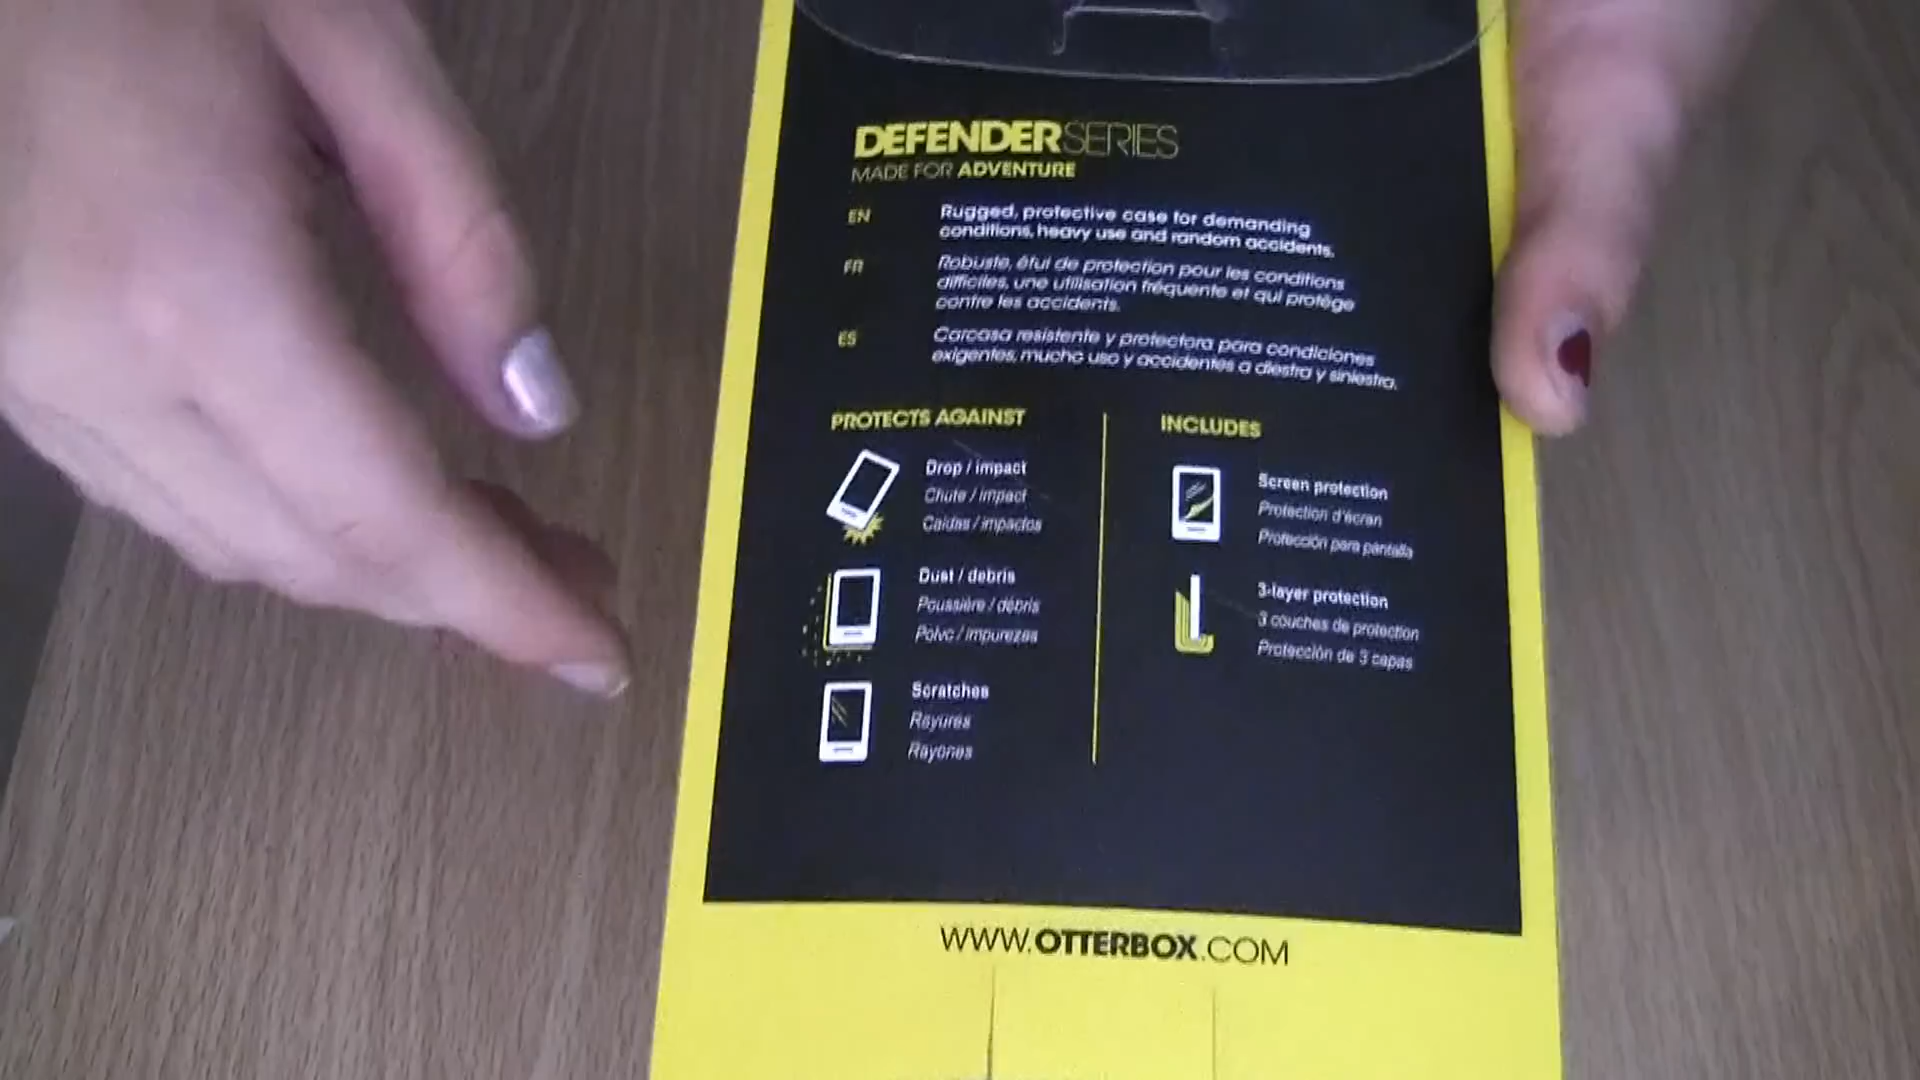 DEFENDERSERIES
MADE FOR ADVENTURE
EN
Rugged, protective case for demanding
conditions, heavy use and random accidents.
FR
Robuste, étui de protection pour les conditions
difficiles, une utilisation fréquente et qui protège
contre les accidents.
ES
Carcasa resistente y protectora para condiciones
exigentes, mucho uso y accidentes a diestra y siniestra.
PROTECTS AGAINST
Drop / impact
Chute / impact
Caídas / impactos
Dust / debris
Poussière / débris
Polvo / impurezas
Scratches
Rayures
Rayones
INCLUDES
Screen protection
Protection d'écran
Protección para pantalla
3-layer protection
3 couches de protection
Protección de 3 capas
WWW.OTTERBOX.COM